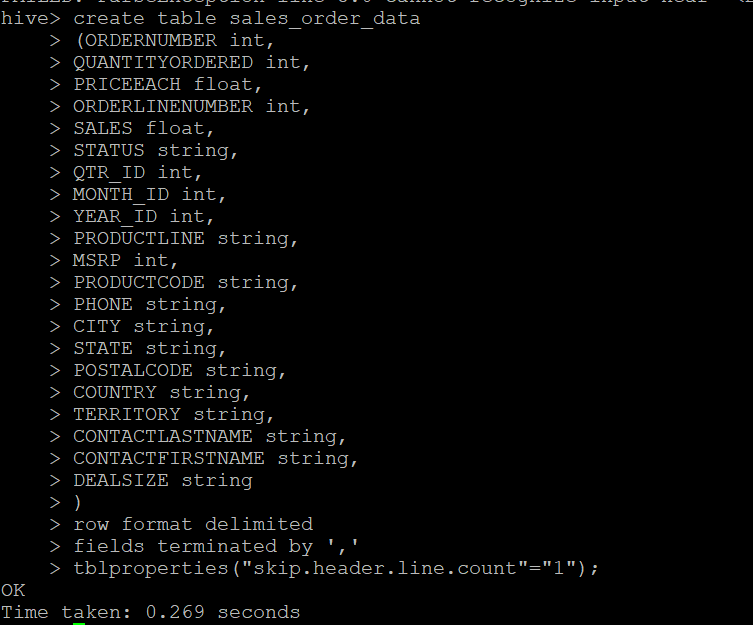 hive> create table sales_order_data
    > (ORDERNUMBER int,
    > QUANTITYORDERED int,
    > PRICEEACH float,
    > ORDERLINENUMBER int,
    > SALES float,
    > STATUS string,
    > QTR_ID int,
    > MONTH_ID int,
    > YEAR_ID int,
    > PRODUCTLINE string,
    > MSRP int,
    > PRODUCTCODE string,
    > PHONE string,
    > CITY string,
    > STATE string,
    > POSTALCODE string,
    > COUNTRY string,
    > TERRITORY string,
    > CONTACTLASTNAME string,
    > CONTACTFIRSTNAME string,
    > DEALSIZE string
    > )
    > row format delimited
    > fields terminated by ','
    > tblproperties("skip.header.line.count"="1");
OK
Time taken: 0.269 seconds